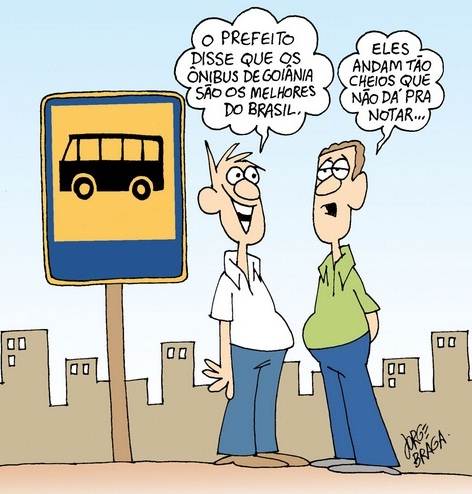 O PREFEITO
DISSE QUE OS
ÔNIBUS DE GOIÂNIA
SÃO OS MELHORES
DO BRASIL.
ELES
ANDAM TÃO
CHEIOS QUE
NÃO DÁ PRA
NOTAR...
JORGE
BRAGA.